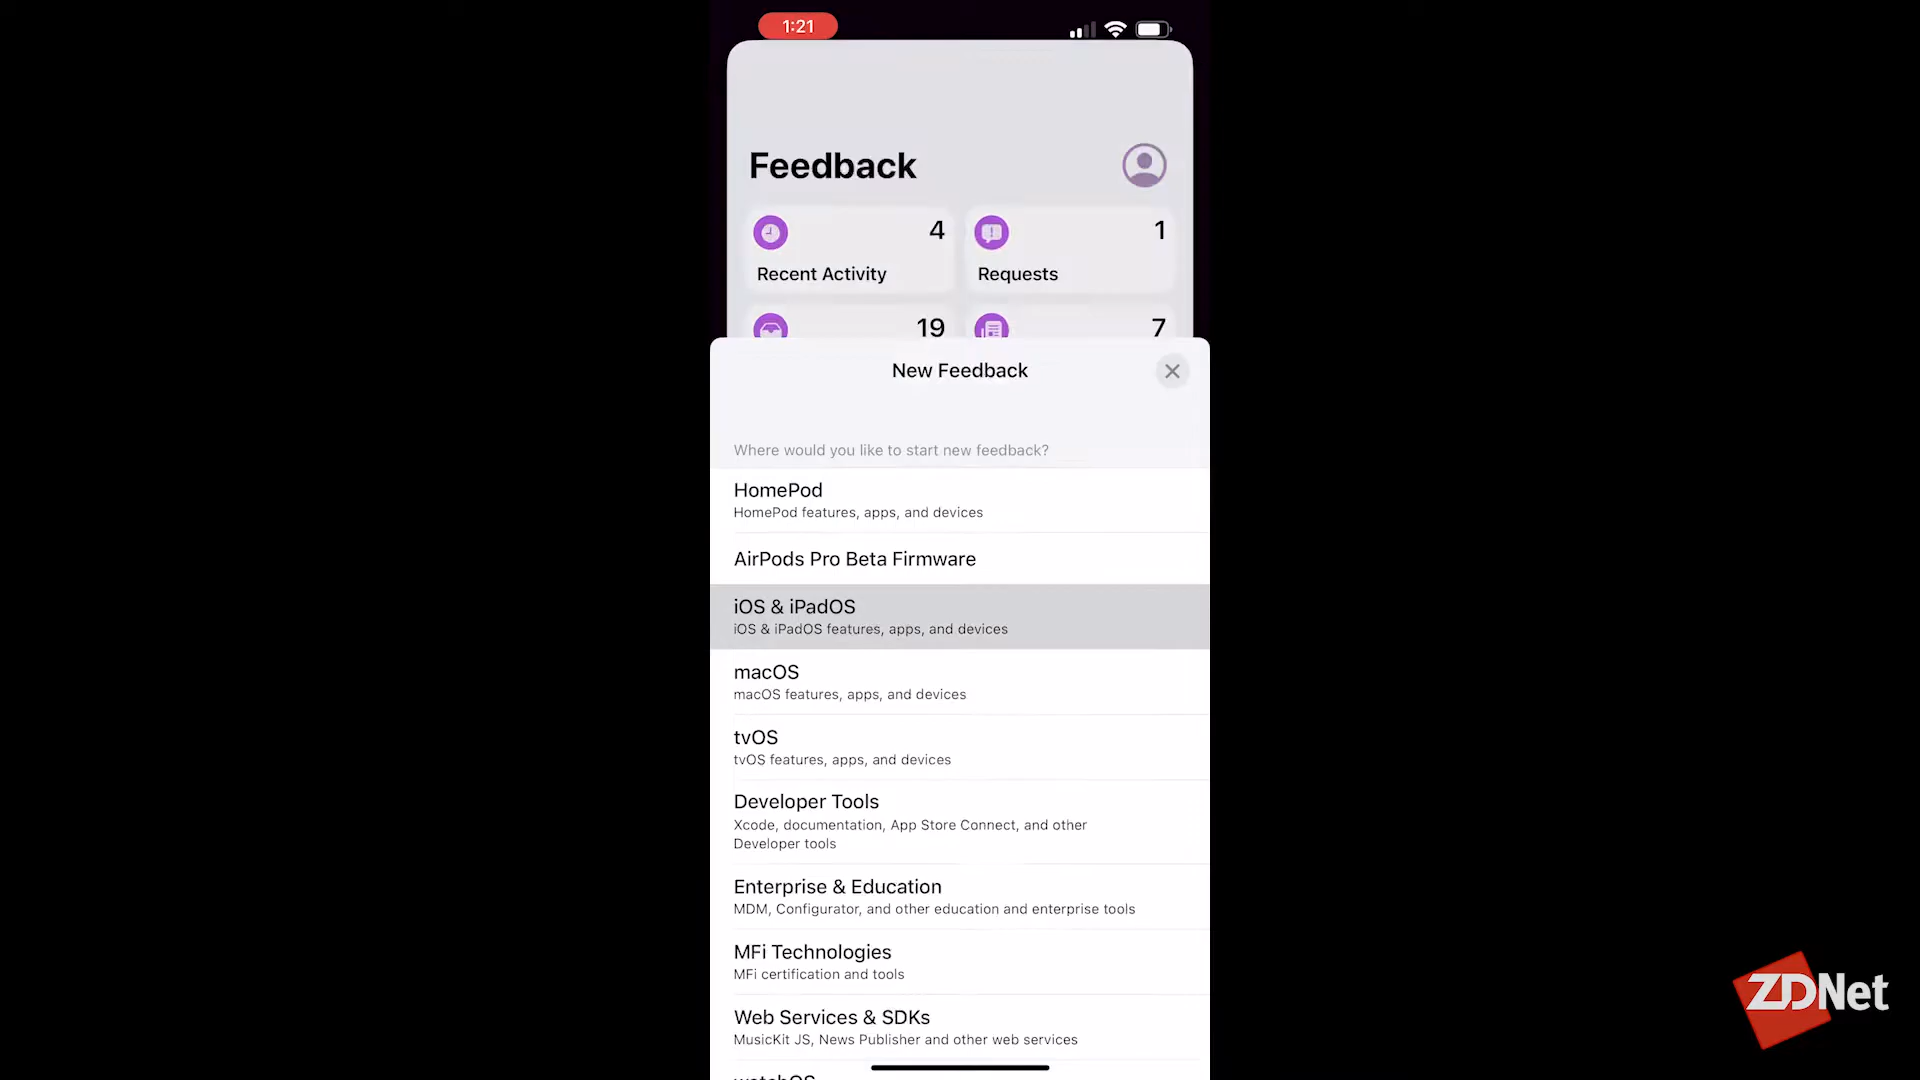 1:21
Feedback
4
1
Recent Activity
Requests
19
7
New Feedback
Where would you like to start new feedback?
HomePod
HomePod features, apps, and devices
AirPods Pro Beta Firmware
iOS & iPadOS
iOS & iPadOS features, apps, and devices
macOS
macOS features, apps, and devices
tvOS
tvOS features, apps, and devices
Developer Tools
Xcode, documentation, App Store Connect, and other
Developer tools
Enterprise & Education
MDM, Configurator, and other education and enterprise tools
MFi Technologies
MFi certification and tools
Web Services & SDKs
MusicKit JS, News Publisher and other web services
watchOS
ZDNet